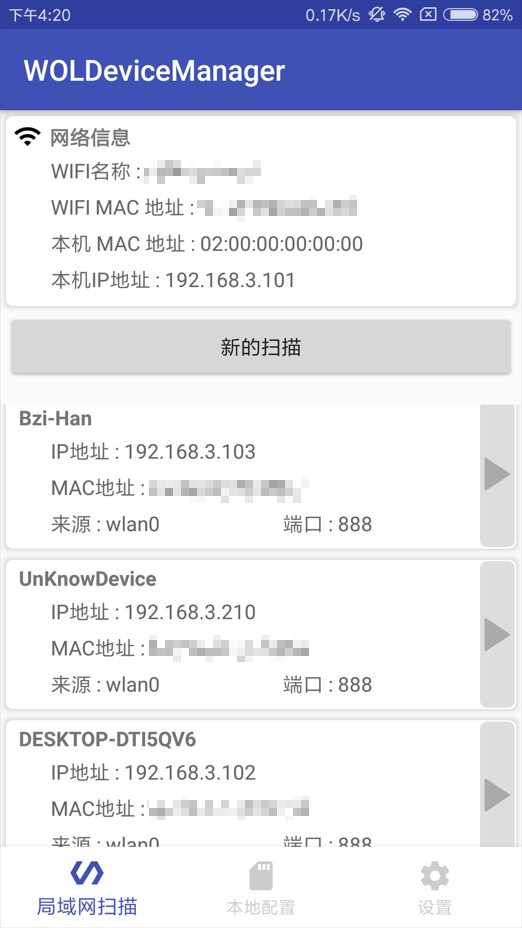 下午4:20 0.17K/s 82%
WOLDeviceManager
网络信息
WIFI名称 :
WIFI MAC 地址 :
本机 MAC 地址 : 02:00:00:00:00:00
本机IP地址 : 192.168.3.101
新的扫描
Bzi-Han
IP地址 : 192.168.3.103
MAC地址 :
来源 : wlan0 端口 : 888
UnKnowDevice
IP地址 : 192.168.3.210
MAC地址 :
来源 : wlan0 端口 : 888
DESKTOP-DTI5QV6
IP地址 : 192.168.3.102
MAC地址 :
来源 : wlan0 端口 : 888
局域网扫描 本地配置 设置